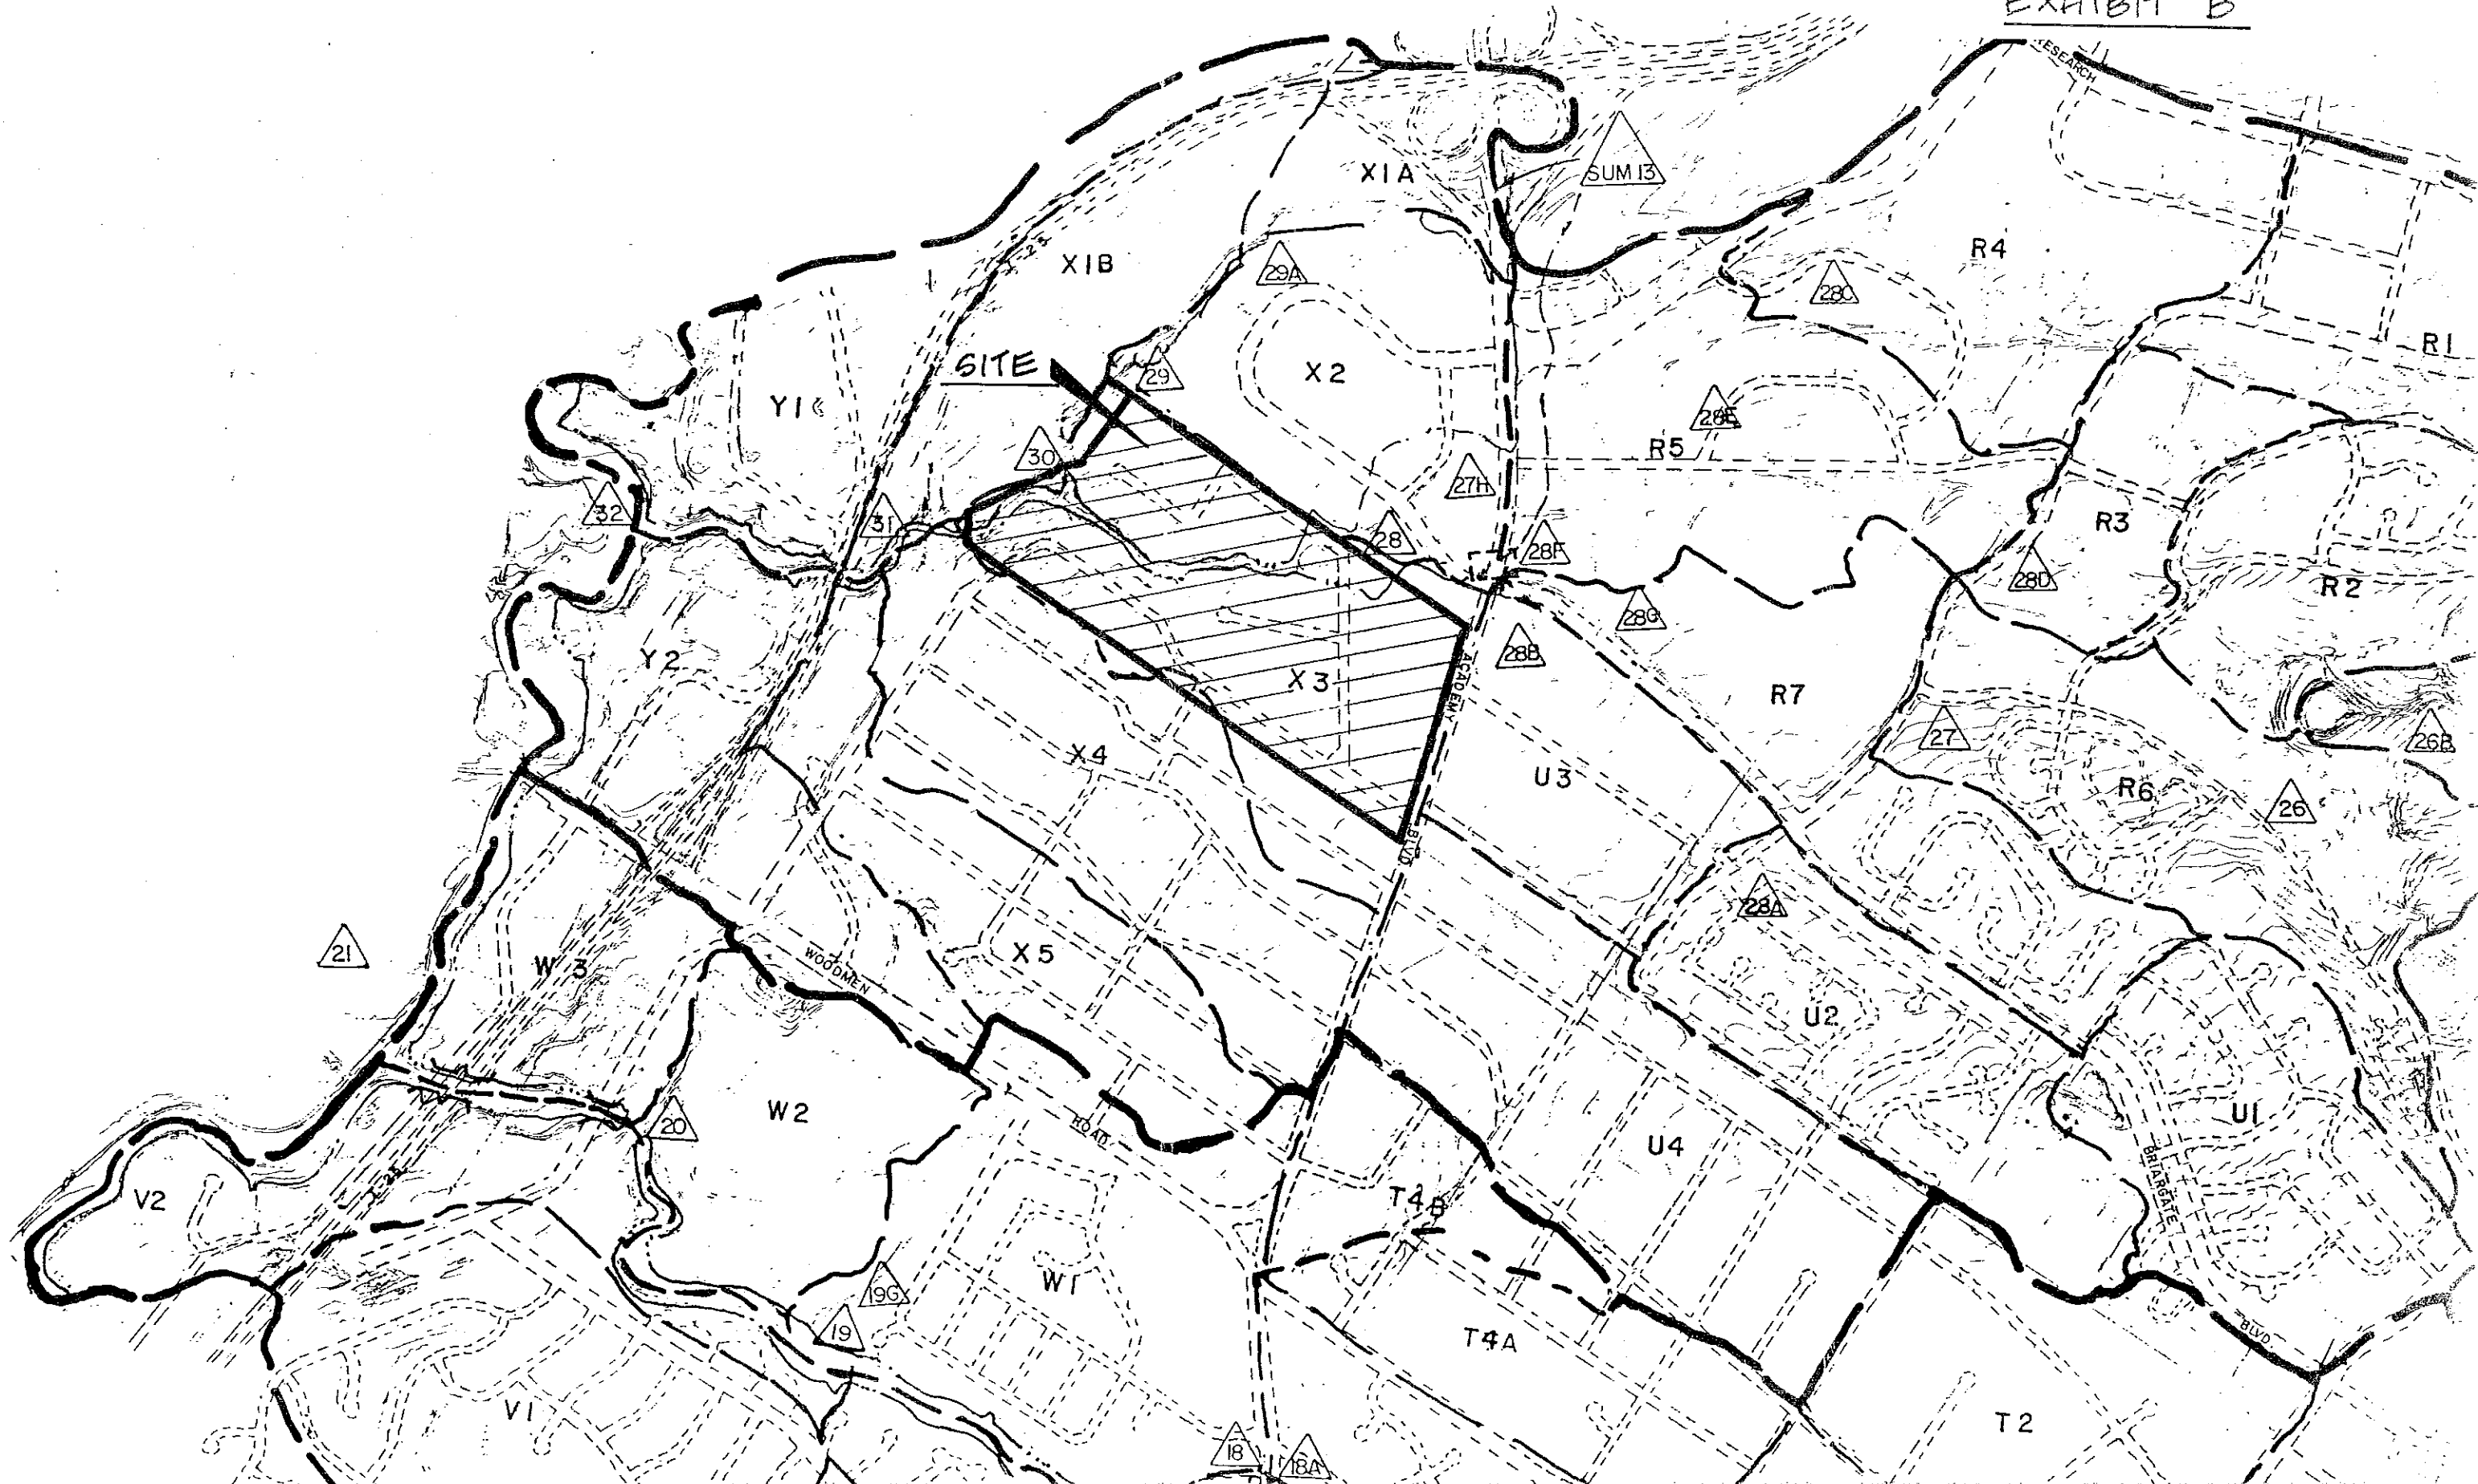 EXHIBIT B
RESEARCH
X1A
SUM 13
R4
I-25
X1B
29A
28C
R1
SITE
29
X2
Y1
28E
R5
30
27H
32
31
R3
28
28F
28D
R2
28G
Y2
28B
ACADEMY
X3
R7
27
26B
X4
U3
R6
26
BLVD
28A
21
W3
WOODMEN
X5
U2
20
W2
ROAD
U1
U4
BRIARGATE
I-25
V2
T4B
19G
W1
19
T4A
BLVD
V1
T2
18
18A